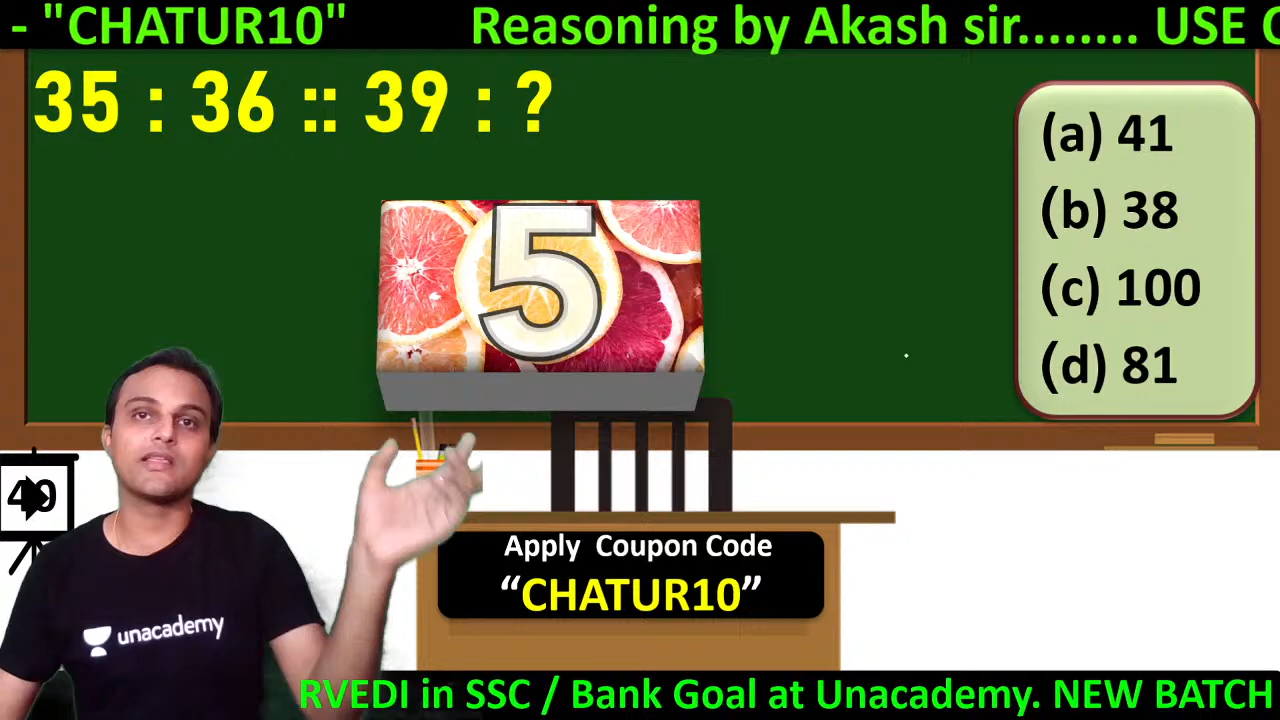 - "CHATUR10" Reasoning by Akash sir........ USE
35 : 36 :: 39 : ?
(a) 41
(b) 38
(c) 100
(d) 81
5
Apply Coupon Code
“CHATUR10”
unacademy
RVEDI in SSC / Bank Goal at Unacademy. NEW BATCH